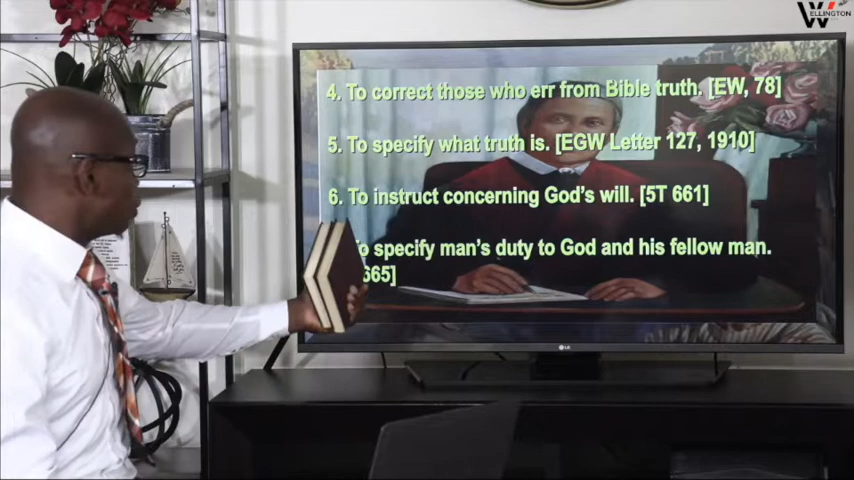 WELLINGTON
4. To correct those who err from Bible truth. [EW, 78]
5. To specify what truth is. [EGW Letter 127, 1910]
6. To instruct concerning God's will. [5T 661]
o specify man's duty to God and his fellow man.
665]
LG